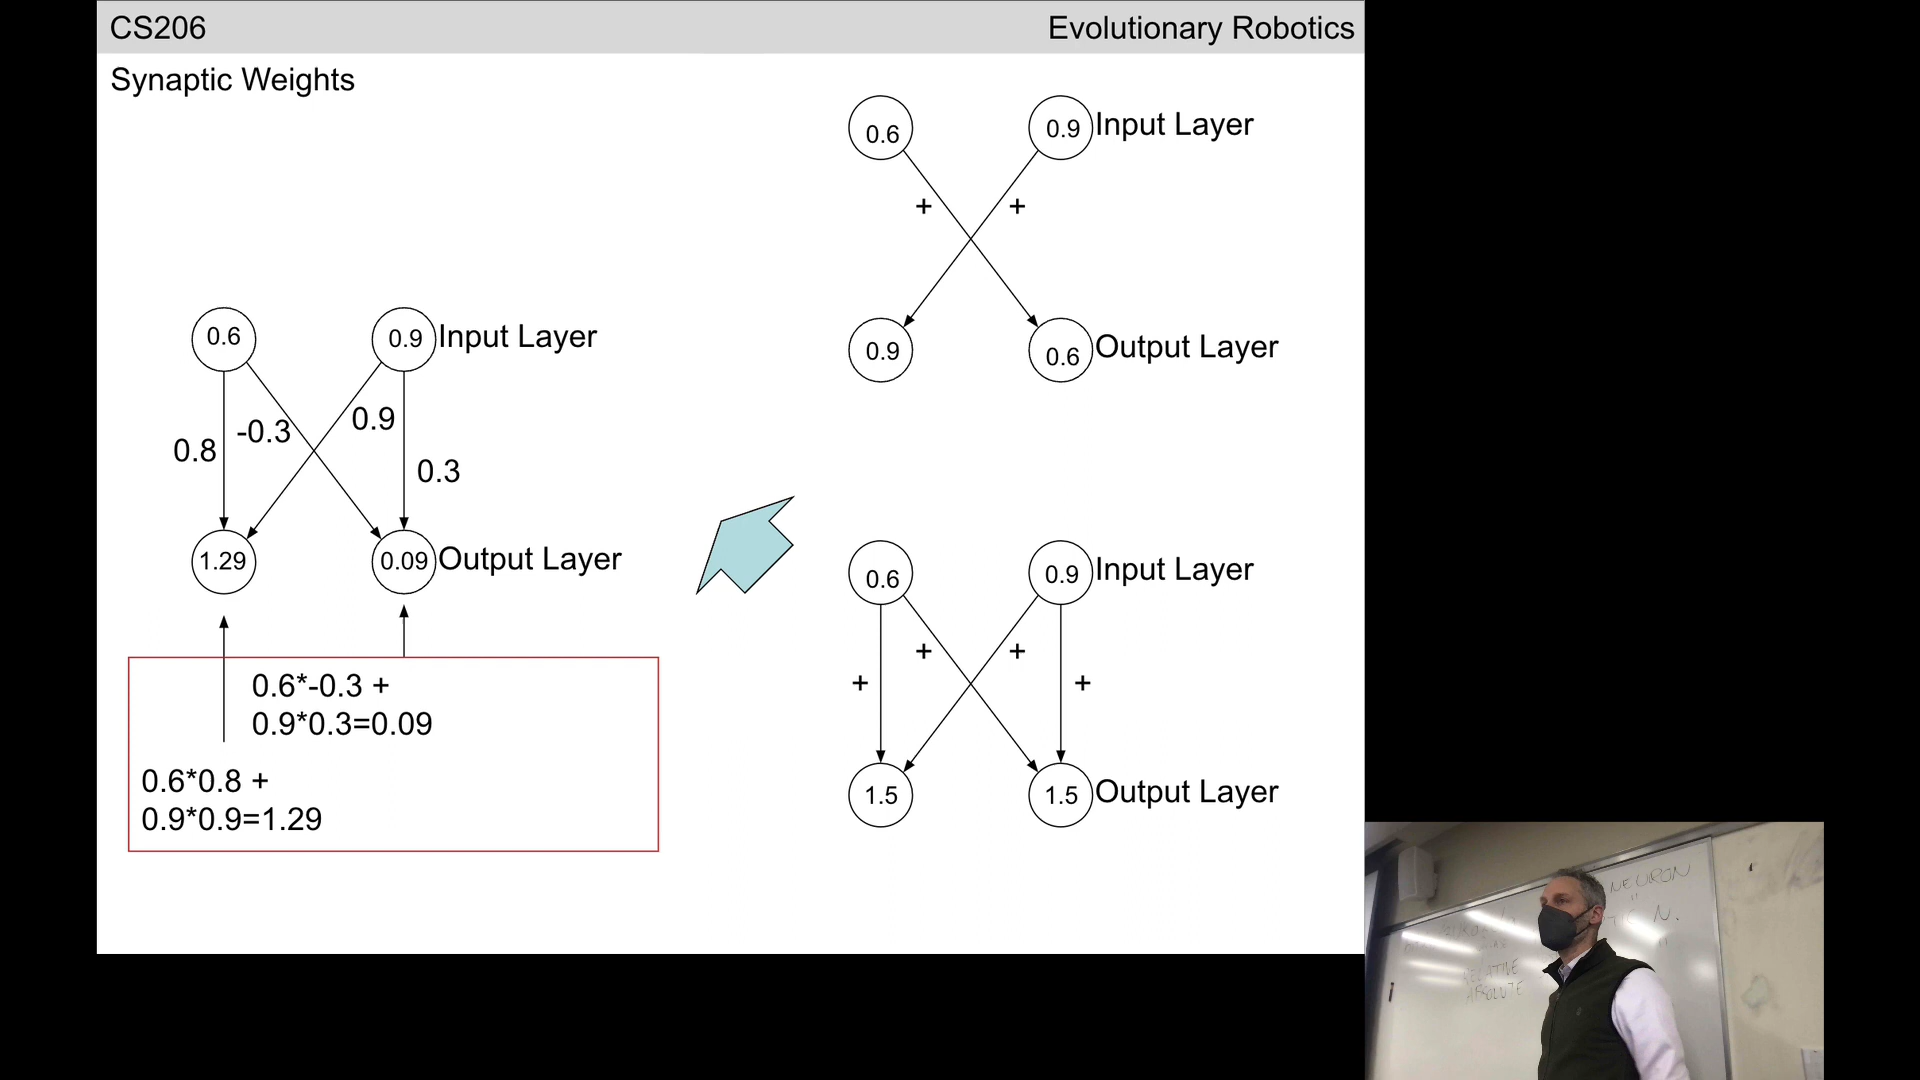 CS206
Evolutionary Robotics
Synaptic Weights
0.6
0.9
Input Layer
0.8
-0.3
0.9
0.3
1.29
0.09
Output Layer
0.6*-0.3 +
0.9*0.3=0.09
0.6*0.8 +
0.9*0.9=1.29
0.6
0.9
Input Layer
+
+
0.9
0.6
Output Layer
0.6
0.9
Input Layer
+
+
+
+
1.5
1.5
Output Layer
NEURON
N.
RELATIVE
ABSOLUTE